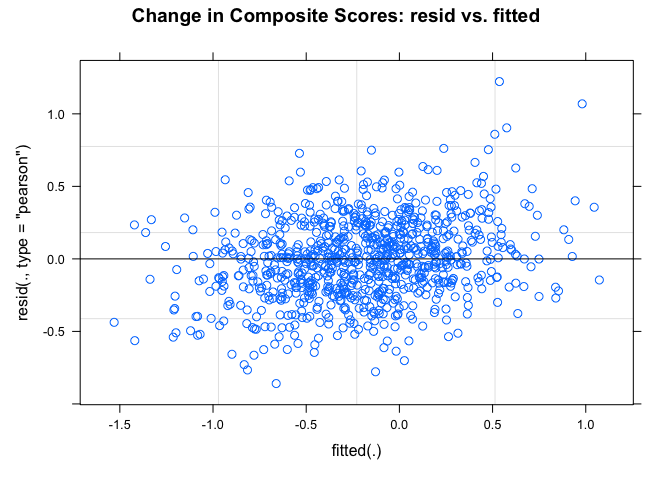 Change in Composite Scores: resid vs. fitted
resid(., type = "pearson")
1.0
0.5
0.0
-0.5
-1.5 -1.0 -0.5 0.0 0.5 1.0
fitted(.)